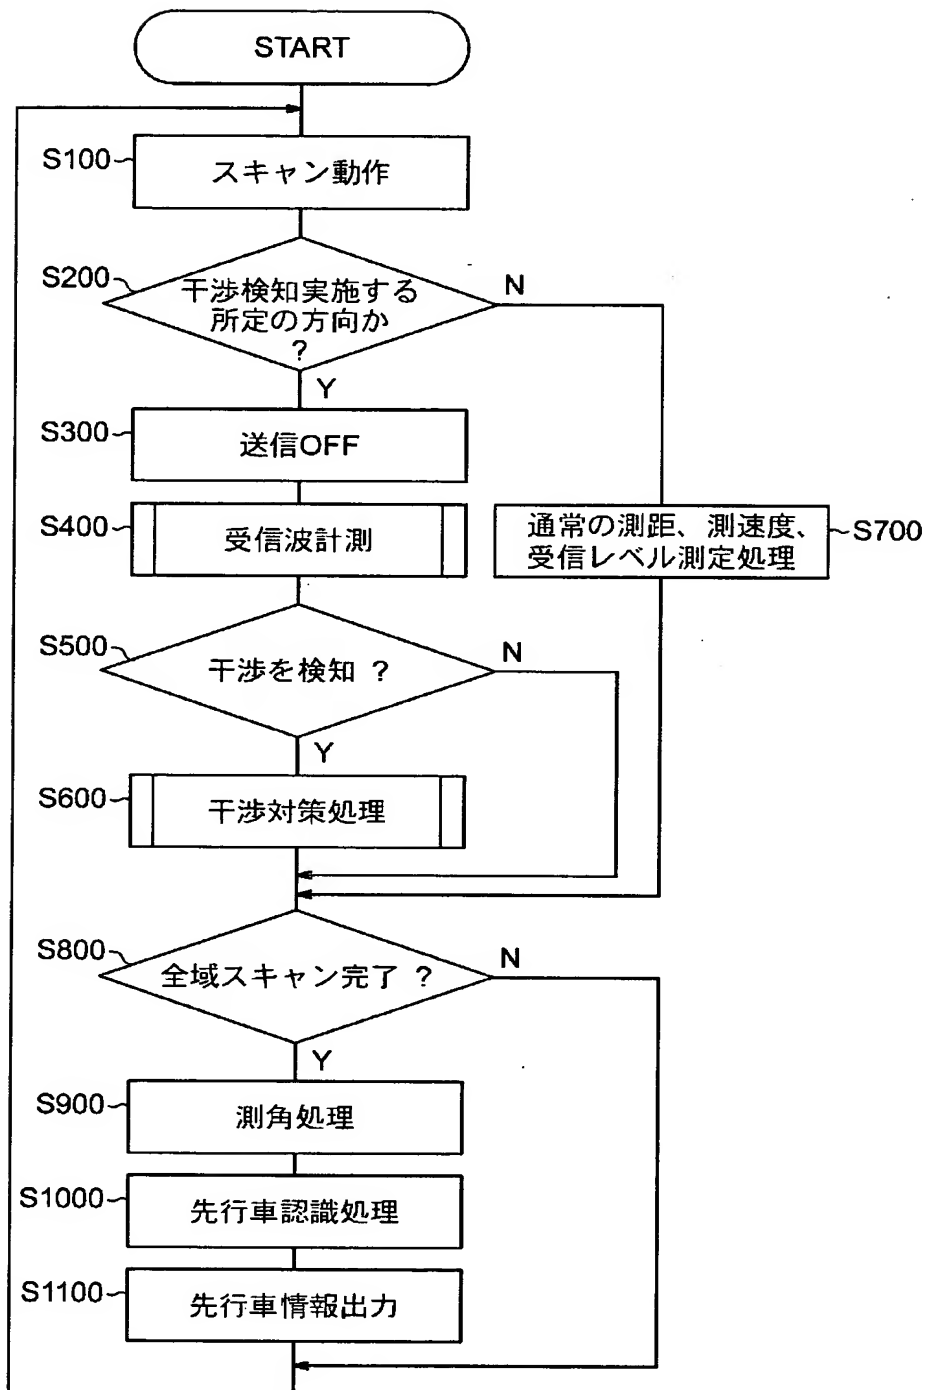 START
S100
スキャン動作
S200
干渉検知実施する
所定の方向か
?
N
Y
S300
送信OFF
S400
受信波計測
通常の測距、測速度、
受信レベル測定処理
S700
S500
干渉を検知 ?
N
Y
S600
干渉対策処理
S800
全域スキャン完了 ?
N
Y
S900
測角処理
S1000
先行車認識処理
S1100
先行車情報出力